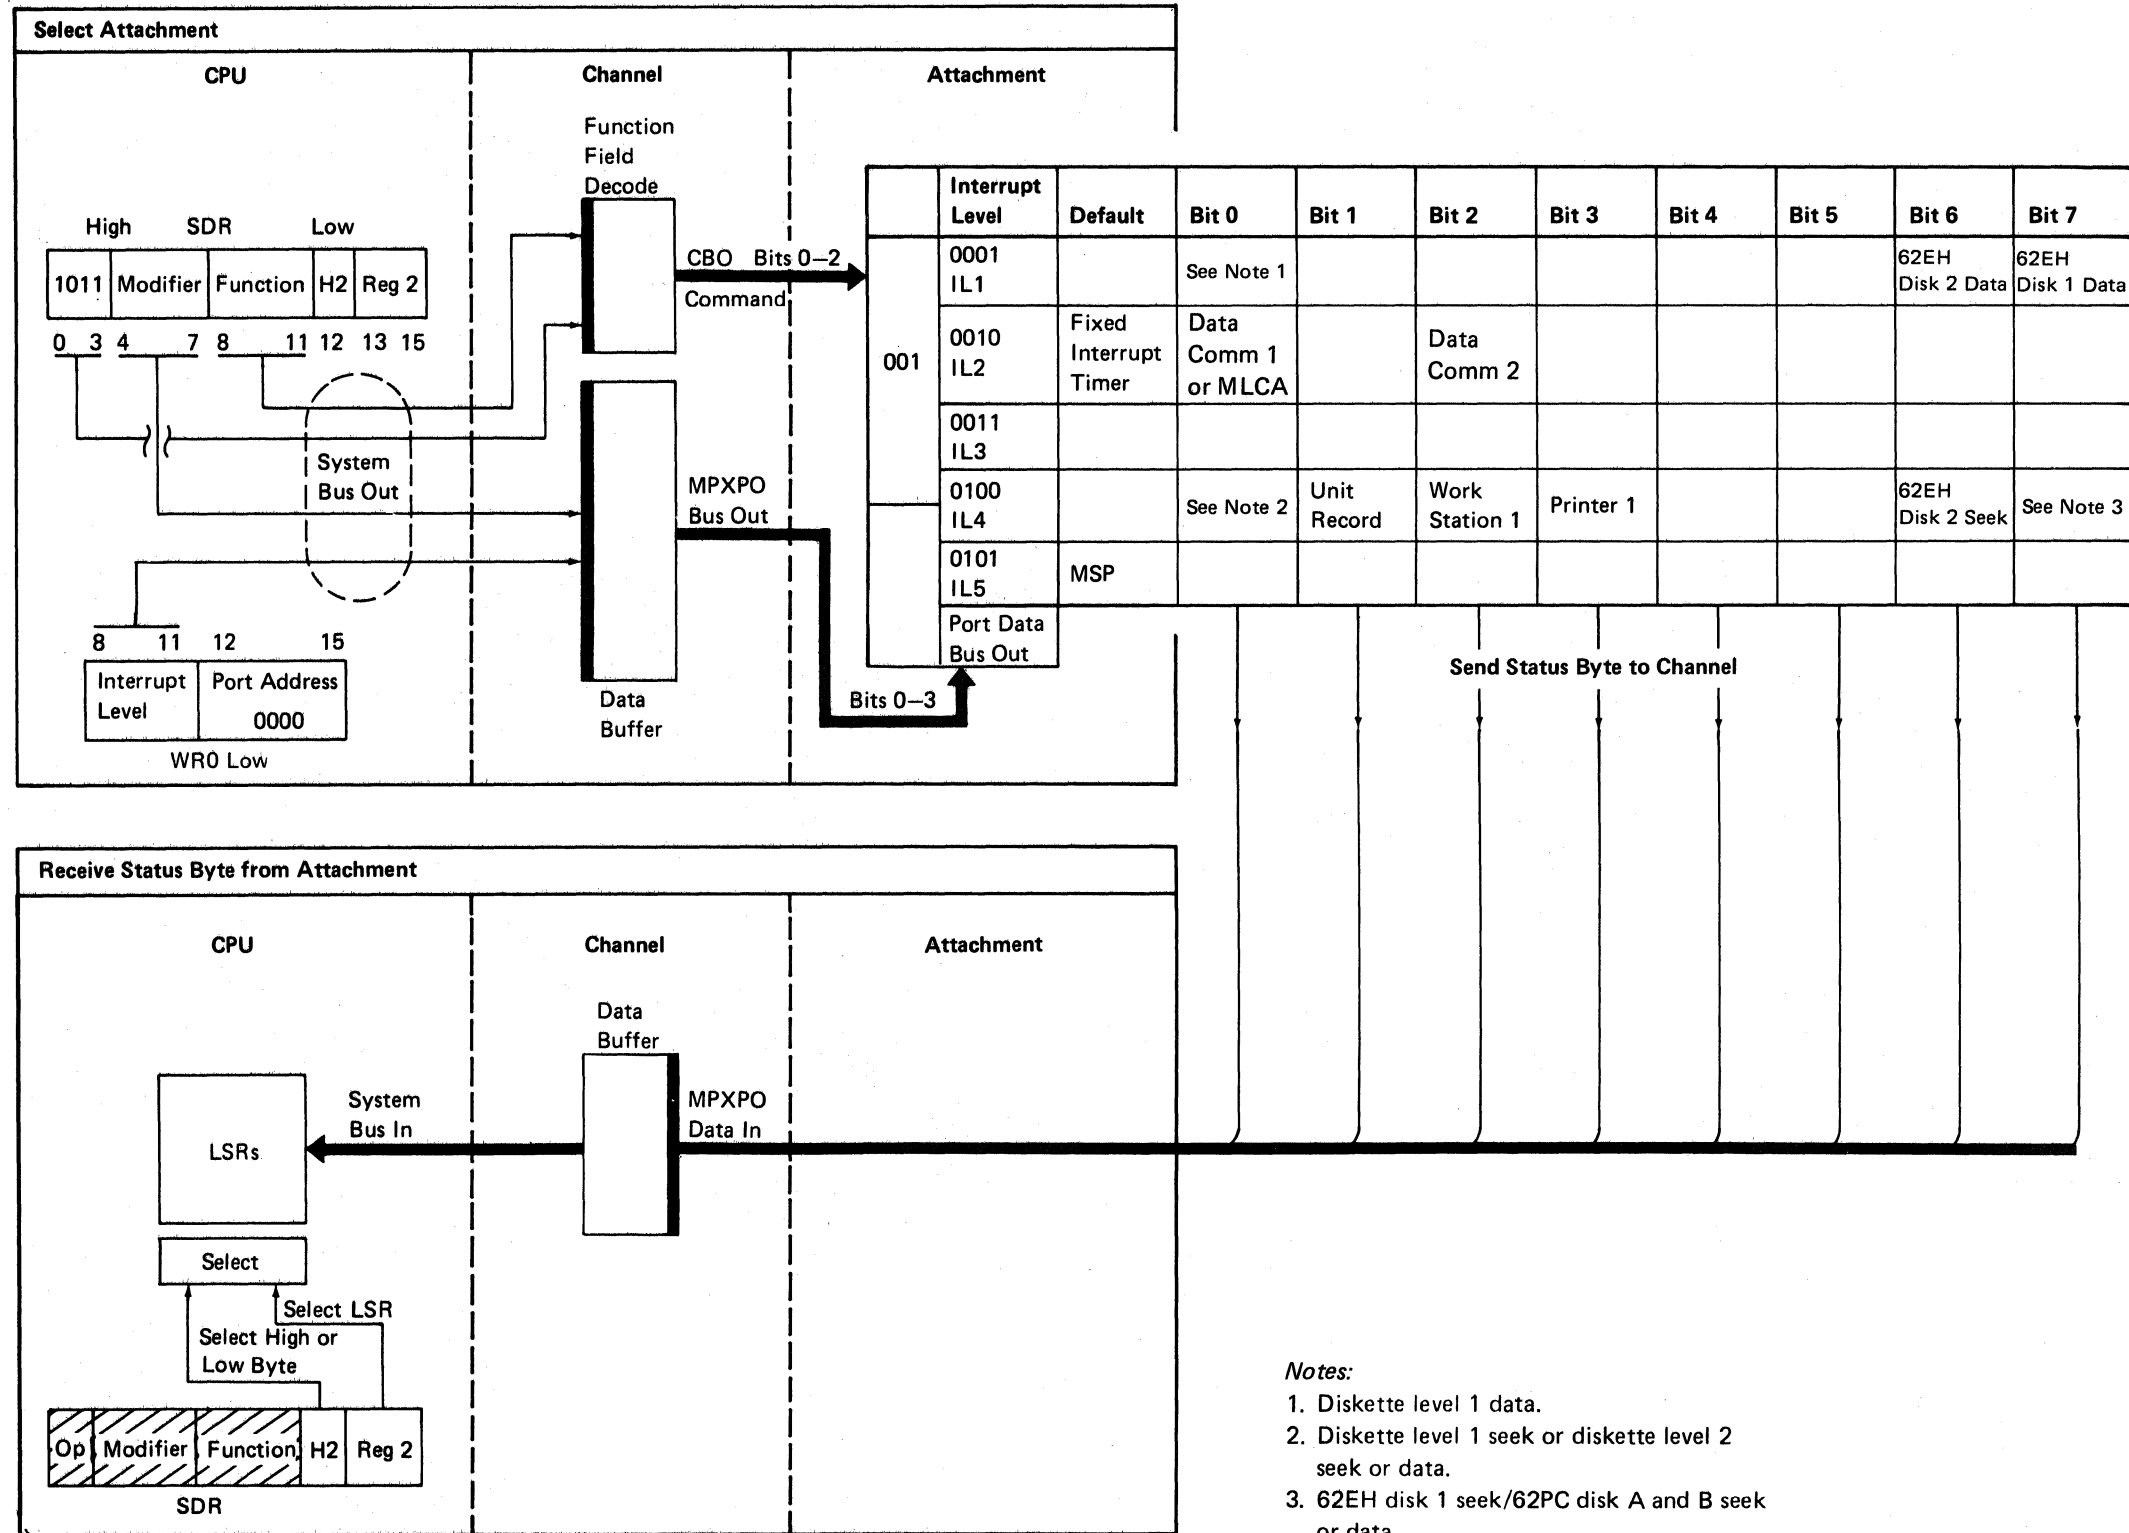 Select Attachment
CPU
Channel
Attachment
Function
Field
Decode
High SDR Low
1011 Modifier Function H2 Reg 2
0 3 4 7 8 11 12 13 15
System
Bus Out
8 11 12 15
Interrupt
Level
Port Address
0000
WR0 Low
CBO Bits 0–2
Command
MPXPO
Bus Out
Data
Buffer
Bits 0–3
Interrupt
Level
Default
Bit 0
Bit 1
Bit 2
Bit 3
Bit 4
Bit 5
Bit 6
Bit 7
001
0001
IL1
See Note 1
62EH
Disk 2 Data
62EH
Disk 1 Data
0010
IL2
Fixed
Interrupt
Timer
Data
Comm 1
or MLCA
Data
Comm 2
0011
IL3
0100
IL4
See Note 2
Unit
Record
Work
Station 1
Printer 1
62EH
Disk 2 Seek
See Note 3
0101
IL5
MSP
Port Data
Bus Out
Send Status Byte to Channel
Receive Status Byte from Attachment
CPU
Channel
Attachment
Data
Buffer
System
Bus In
MPXPO
Data In
LSRs
Select
Select LSR
Select High or
Low Byte
Op Modifier Function H2 Reg 2
SDR
Notes:
1. Diskette level 1 data.
2. Diskette level 1 seek or diskette level 2
seek or data.
3. 62EH disk 1 seek/62PC disk A and B seek
or data